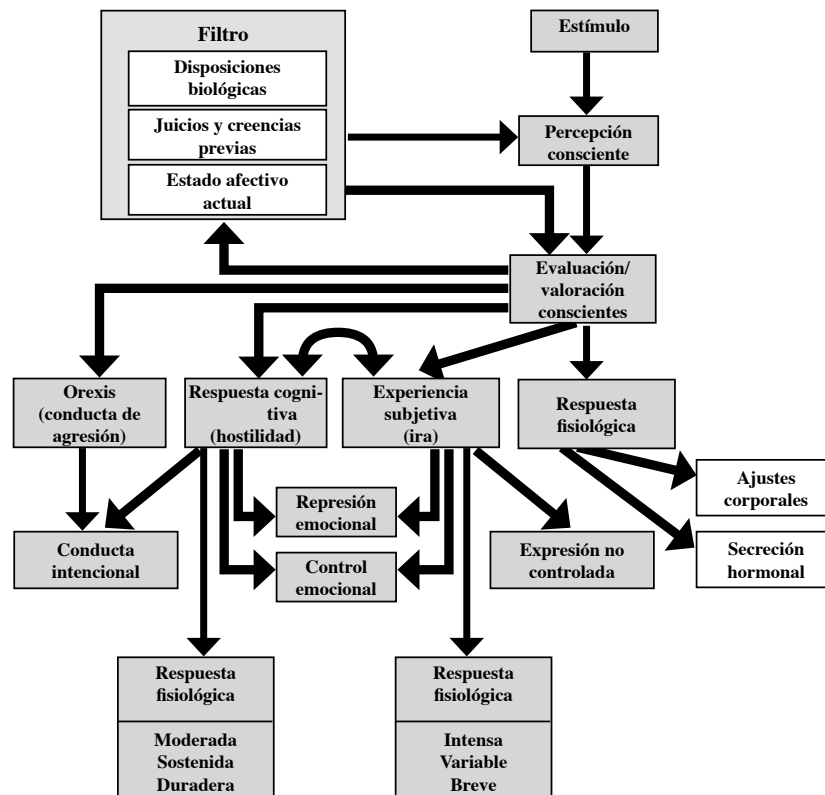 Filtro
Disposiciones
biológicas
Juicios y creencias
previas
Estado afectivo
actual
Estímulo
Percepción
consciente
Evaluación/
valoración
conscientes
Orexis
(conducta de
agresión)
Respuesta cogni-
tiva
(hostilidad)
Experiencia
subjetiva
(ira)
Respuesta
fisiológica
Ajustes
corporales
Represión
emocional
Conducta
intencional
Control
emocional
Expresión no
controlada
Secreción
hormonal
Respuesta
fisiológica
Moderada
Sostenida
Duradera
Respuesta
fisiológica
Intensa
Variable
Breve